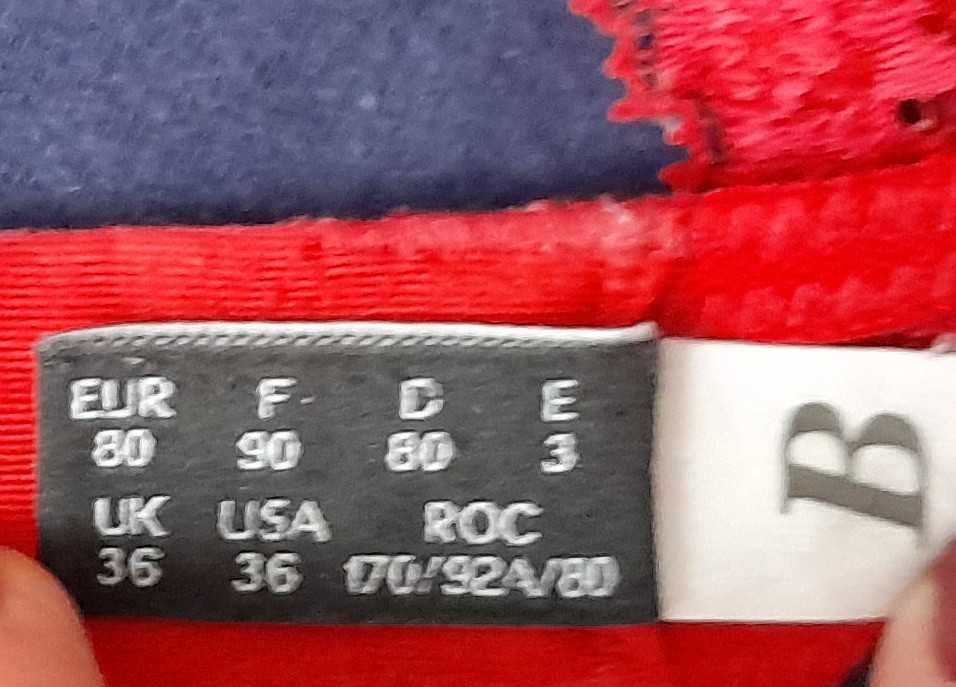 EUR F D E
80 90 80 3
UK USA ROC
36 36 170/92A/80
B